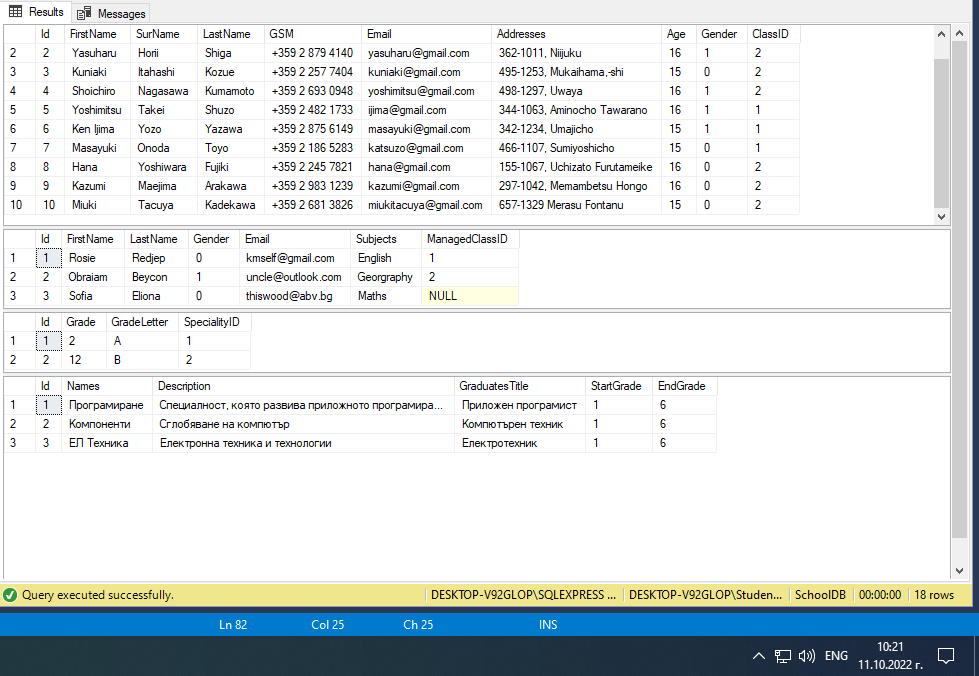 Results Messages
Id FirstName SurName LastName GSM Email Addresses Age Gender ClassID
2 2 Yasuharu Horii Shiga +359 2 879 4140 yasuharu@gmail.com 362-1011, Niijuku 16 1 2
3 3 Kuniaki Itahashi Kozue +359 2 257 7404 kuniaki@gmail.com 495-1253, Mukaihama,-shi 15 0 2
4 4 Shoichiro Nagasawa Kumamoto +359 2 693 0948 yoshimitsu@gmail.com 498-1297, Uwaya 16 1 2
5 5 Yoshimitsu Takei Shuzo +359 2 482 1733 ijima@gmail.com 344-1063, Aminocho Tawarano 16 1 1
6 6 Ken Ijima Yozo Yazawa +359 2 875 6149 masayuki@gmail.com 342-1234, Umajicho 15 1 1
7 7 Masayuki Onoda Toyo +359 2 186 5283 katsuzo@gmail.com 466-1107, Sumiyoshicho 15 0 1
8 8 Hana Yoshiwara Fujiki +359 2 245 7821 hana@gmail.com 155-1067, Uchizato Furutameike 16 0 2
9 9 Kazumi Maejima Arakawa +359 2 983 1239 kazumi@gmail.com 297-1042, Memambetsu Hongo 16 0 2
10 10 Miuki Tacuya Kadekawa +359 2 681 3826 miukitacuya@gmail.com 657-1329 Merasu Fontanu 15 0 2
Id FirstName LastName Gender Email Subjects ManagedClassID
1 1 Rosie Redjep 0 kmself@gmail.com English 1
2 2 Obraiam Beycon 1 uncle@outlook.com Georgraphy 2
3 3 Sofia Eliona 0 thiswood@abv.bg Maths NULL
Id Grade GradeLetter SpecialityID
1 1 2 A 1
2 2 12 B 2
Id Names Description GraduatesTitle StartGrade EndGrade
1 1 Програмиране Специалност, която развива приложното програмира... Приложен програмист 1 6
2 2 Компоненти Сглобяване на компютър Компютърен техник 1 6
3 3 ЕП Техника Електронна техника и технологии Електротехник 1 6
Query executed successfully. DESKTOP-V92GLOP\SQLEXPRESS ... DESKTOP-V92GLOP\Studen... SchoolDB 00:00:00 18 rows
Ln 82 Col 25 Ch 25 INS
ENG 10:21
11.10.2022 г.